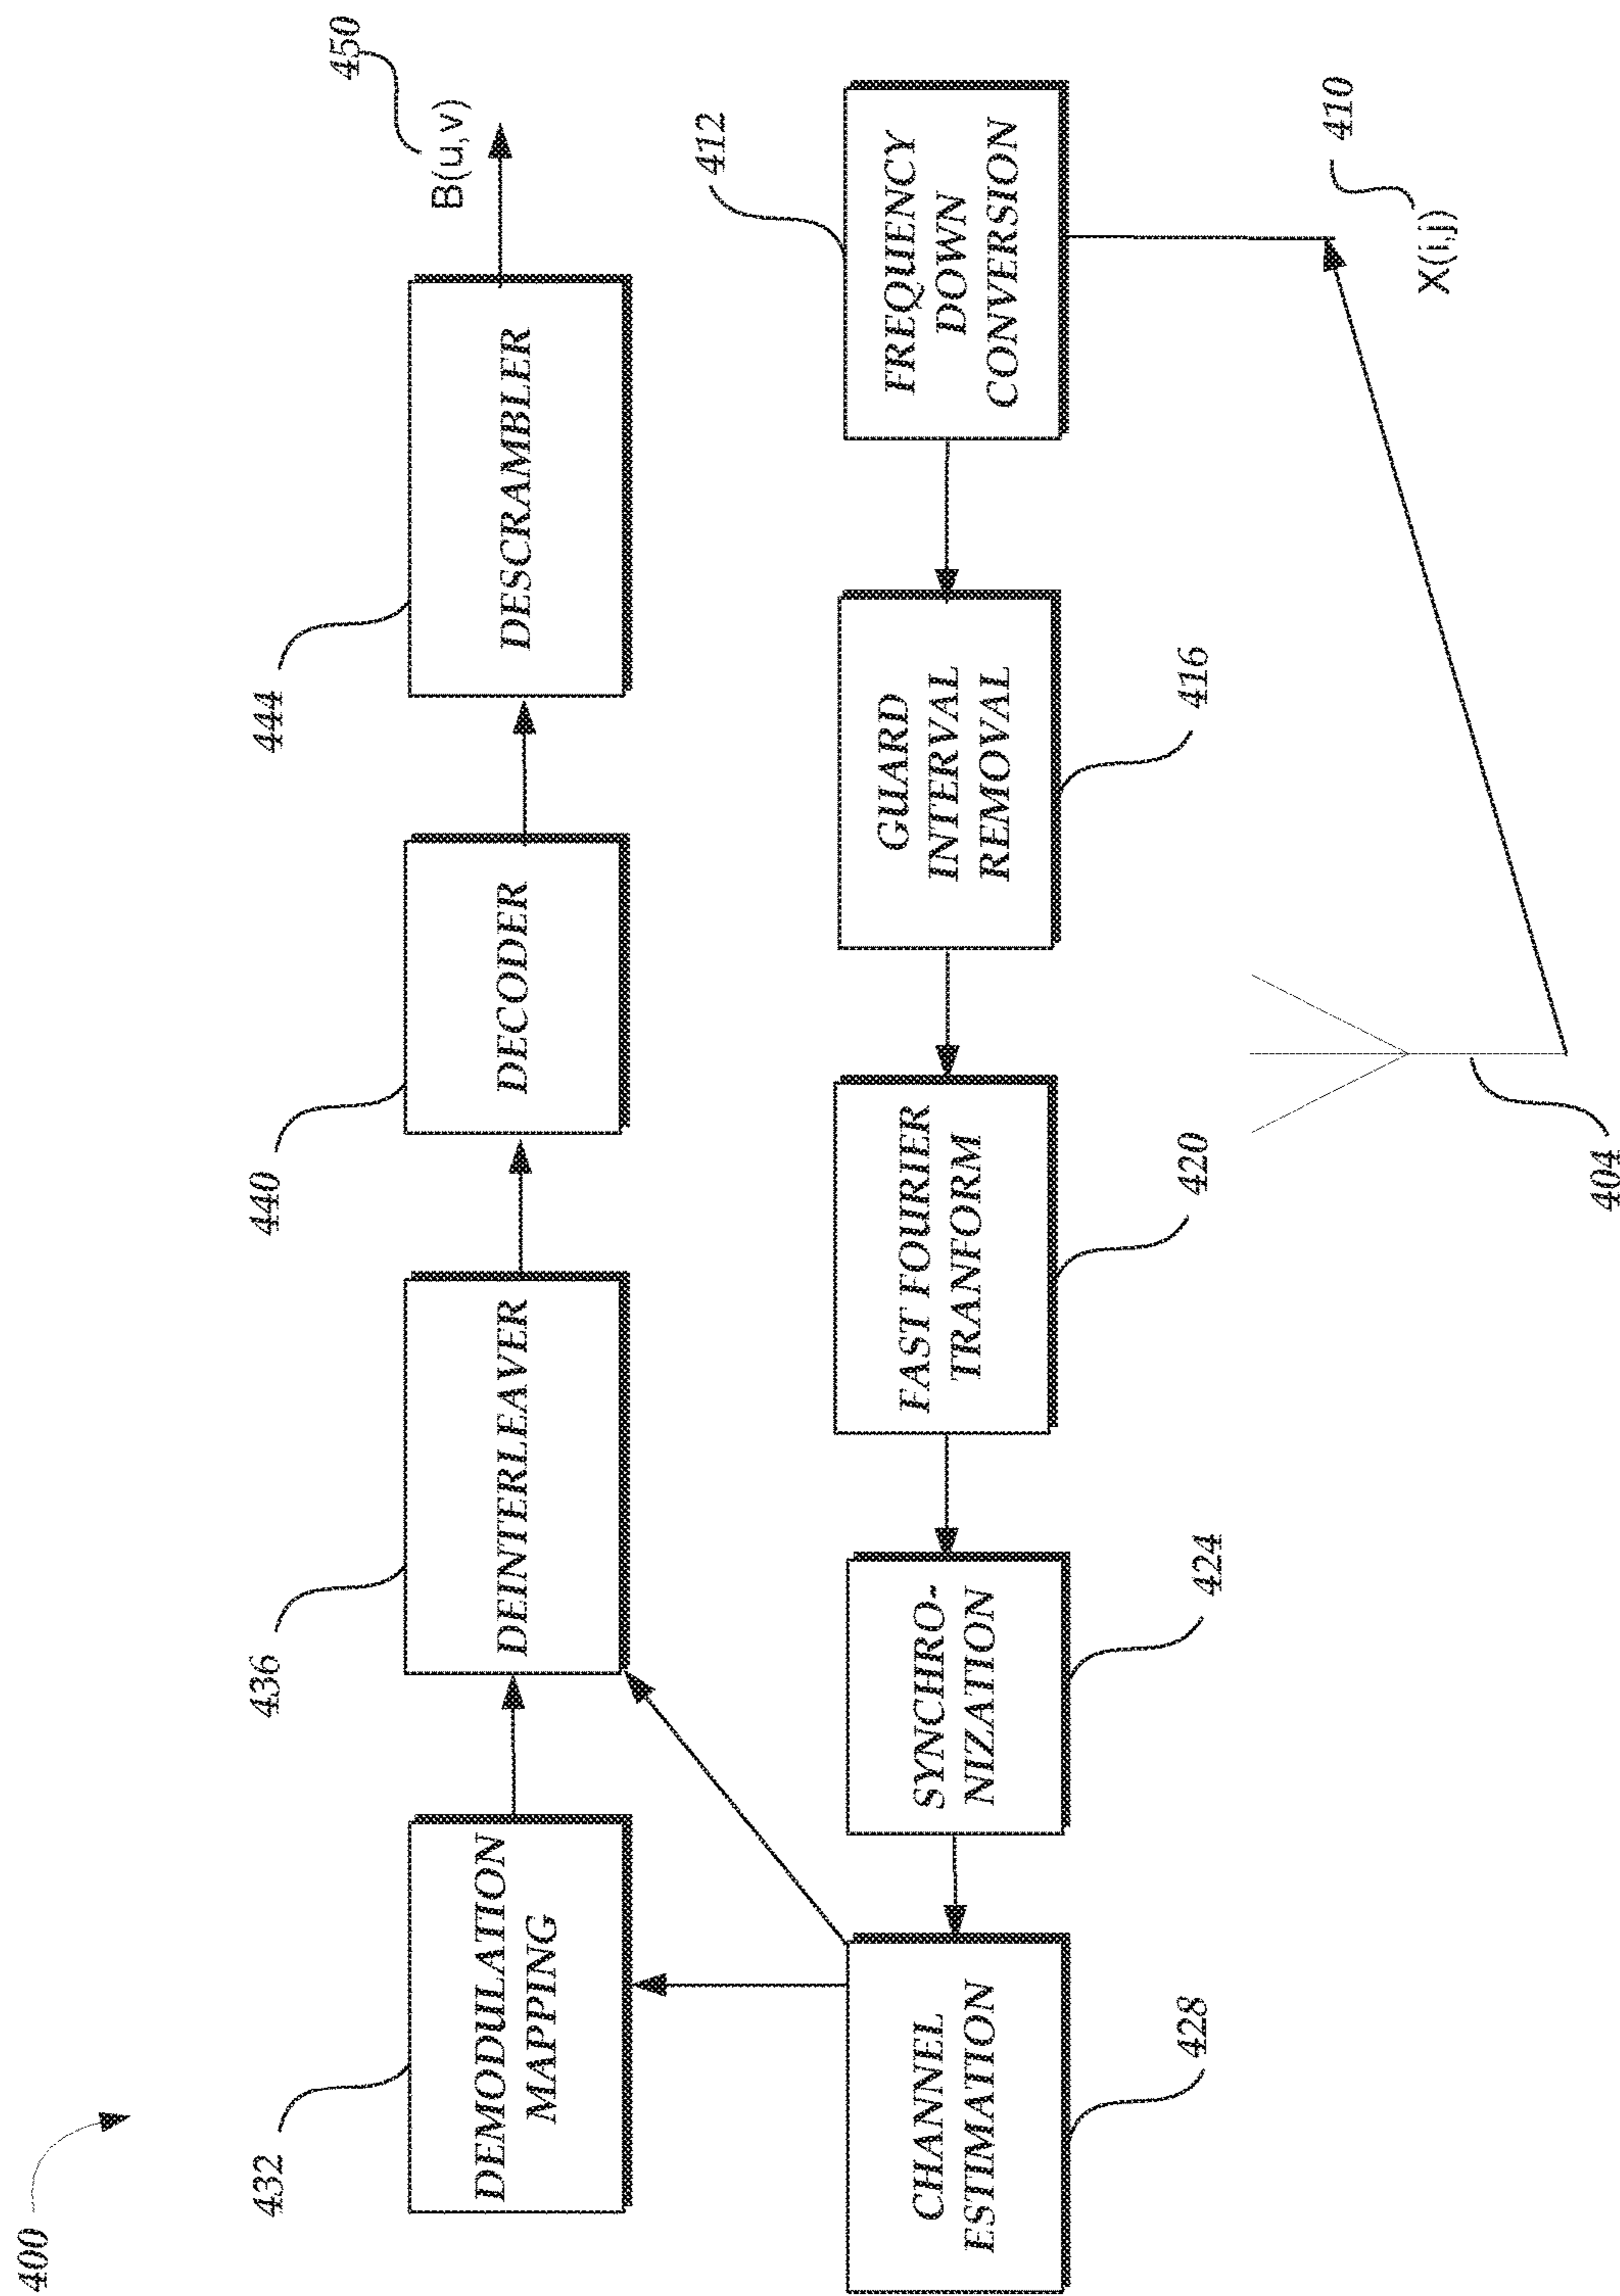 400
450
B(u,v)
432
436
440
444
DEMODULATION
MAPPING
DEINTERLEAVER
DECODER
DESCRAMBLER
412
CHANNEL
ESTIMATION
SYNCHRO-
NIZATION
FAST FOURIER
TRANFORM
GUARD
INTERVAL
REMOVAL
FREQUENCY
DOWN
CONVERSION
428
424
420
416
410
X(i,j)
404